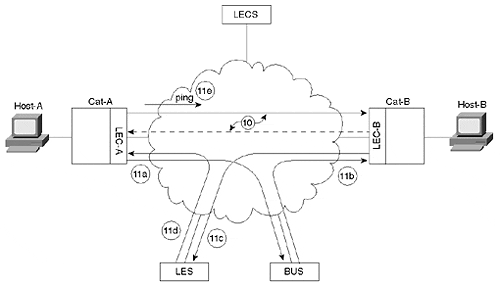 LECS
ping
11e
Host-A
Cat-A
Cat-B
Host-B
10
LEC-A
LEC-B
11a
11b
11d
11c
LES
BUS